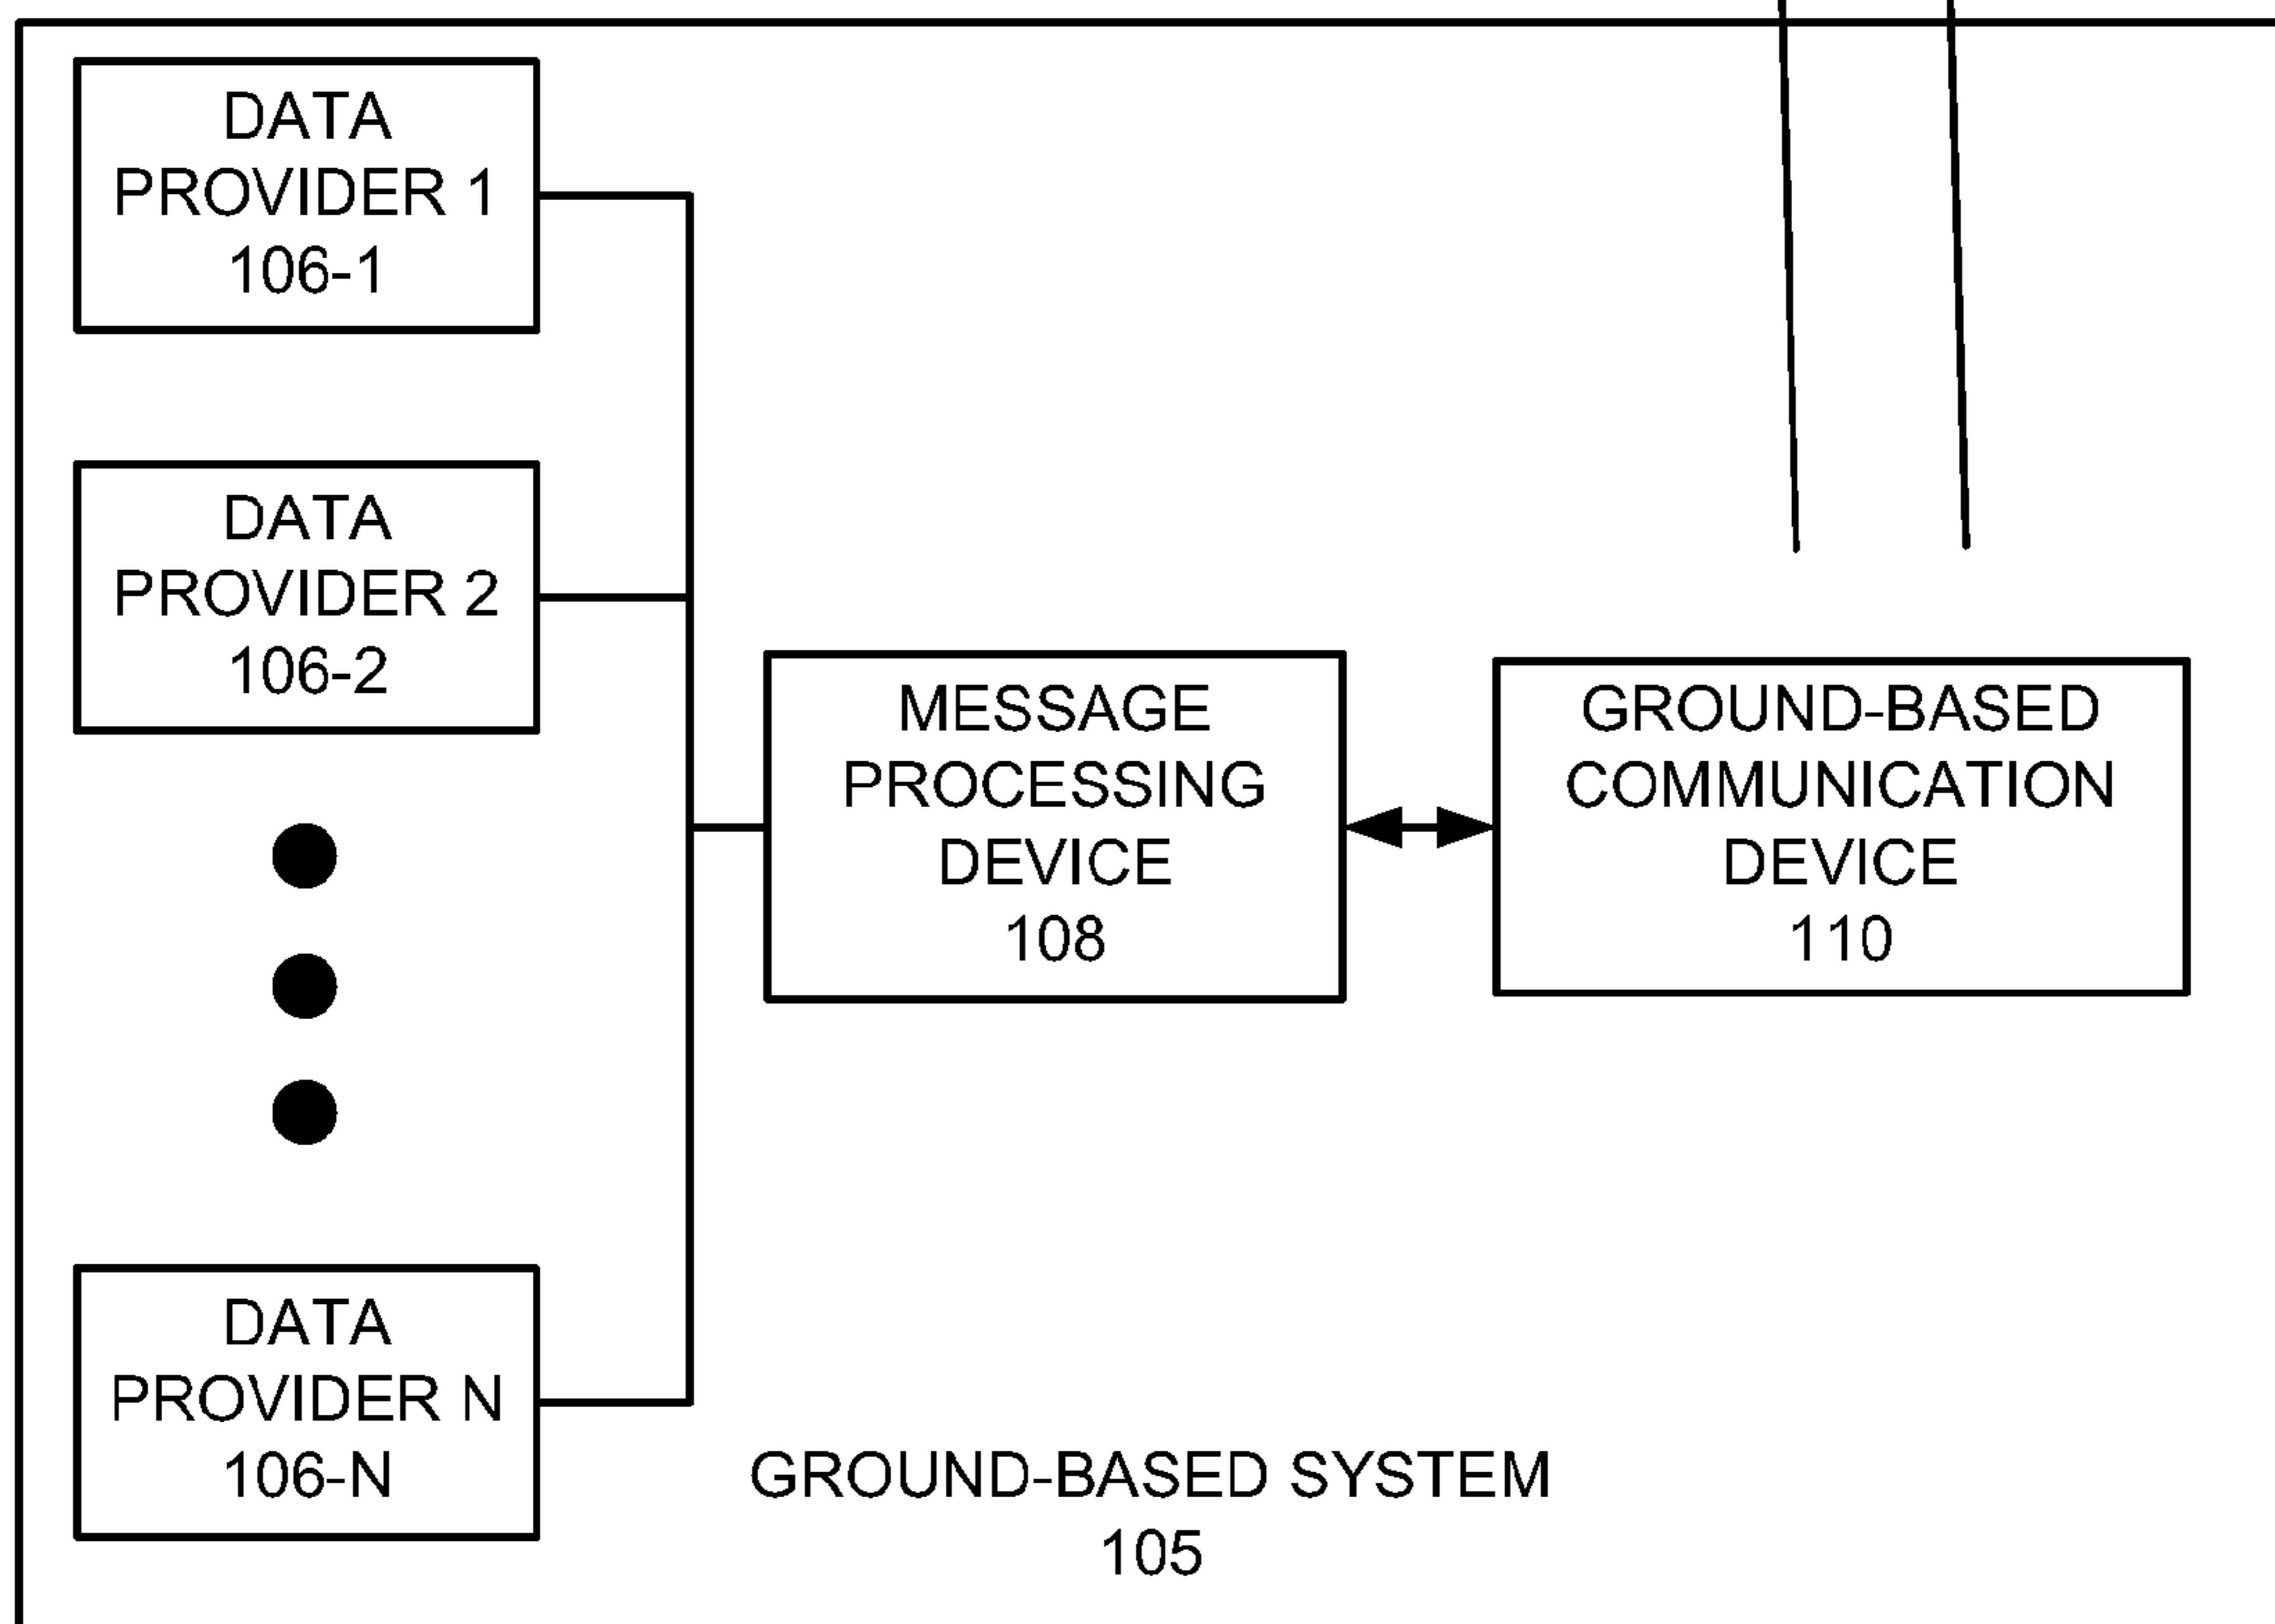 DATA
PROVIDER 1
106-1
DATA
PROVIDER 2
106-2
MESSAGE
PROCESSING
DEVICE
108
GROUND-BASED
COMMUNICATION
DEVICE
110
DATA
PROVIDER N
106-N
GROUND-BASED SYSTEM
105